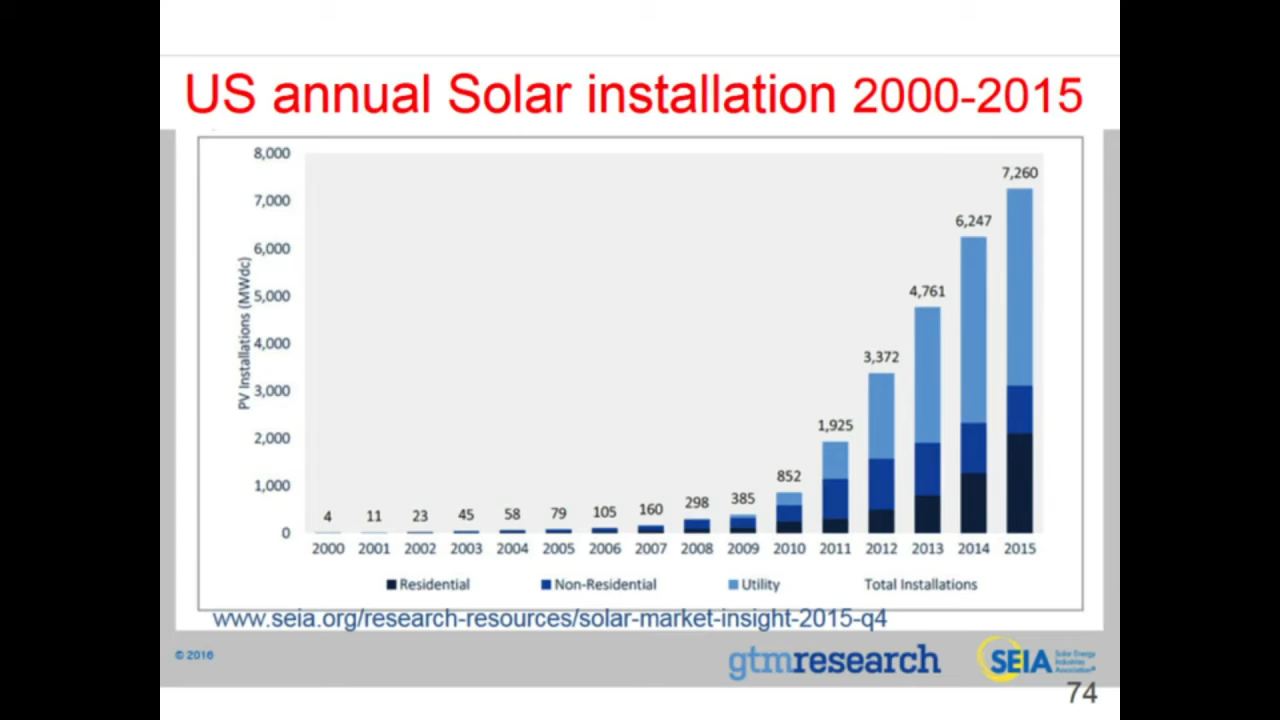 US annual Solar installation 2000-2015
8,000
7,000
6,000
5,000
4,000
3,000
2,000
1,000
0
PV Installations (MWdc)
4 11 23 45 58 79 105 160 298 385 852 1,925 3,372 4,761 6,247 7,260
2000 2001 2002 2003 2004 2005 2006 2007 2008 2009 2010 2011 2012 2013 2014 2015
Residential Non-Residential Utility Total Installations
www.seia.org/research-resources/solar-market-insight-2015-q4
© 2016
gtmresearch
SEIA
Solar Energy
Industries
Association®
74